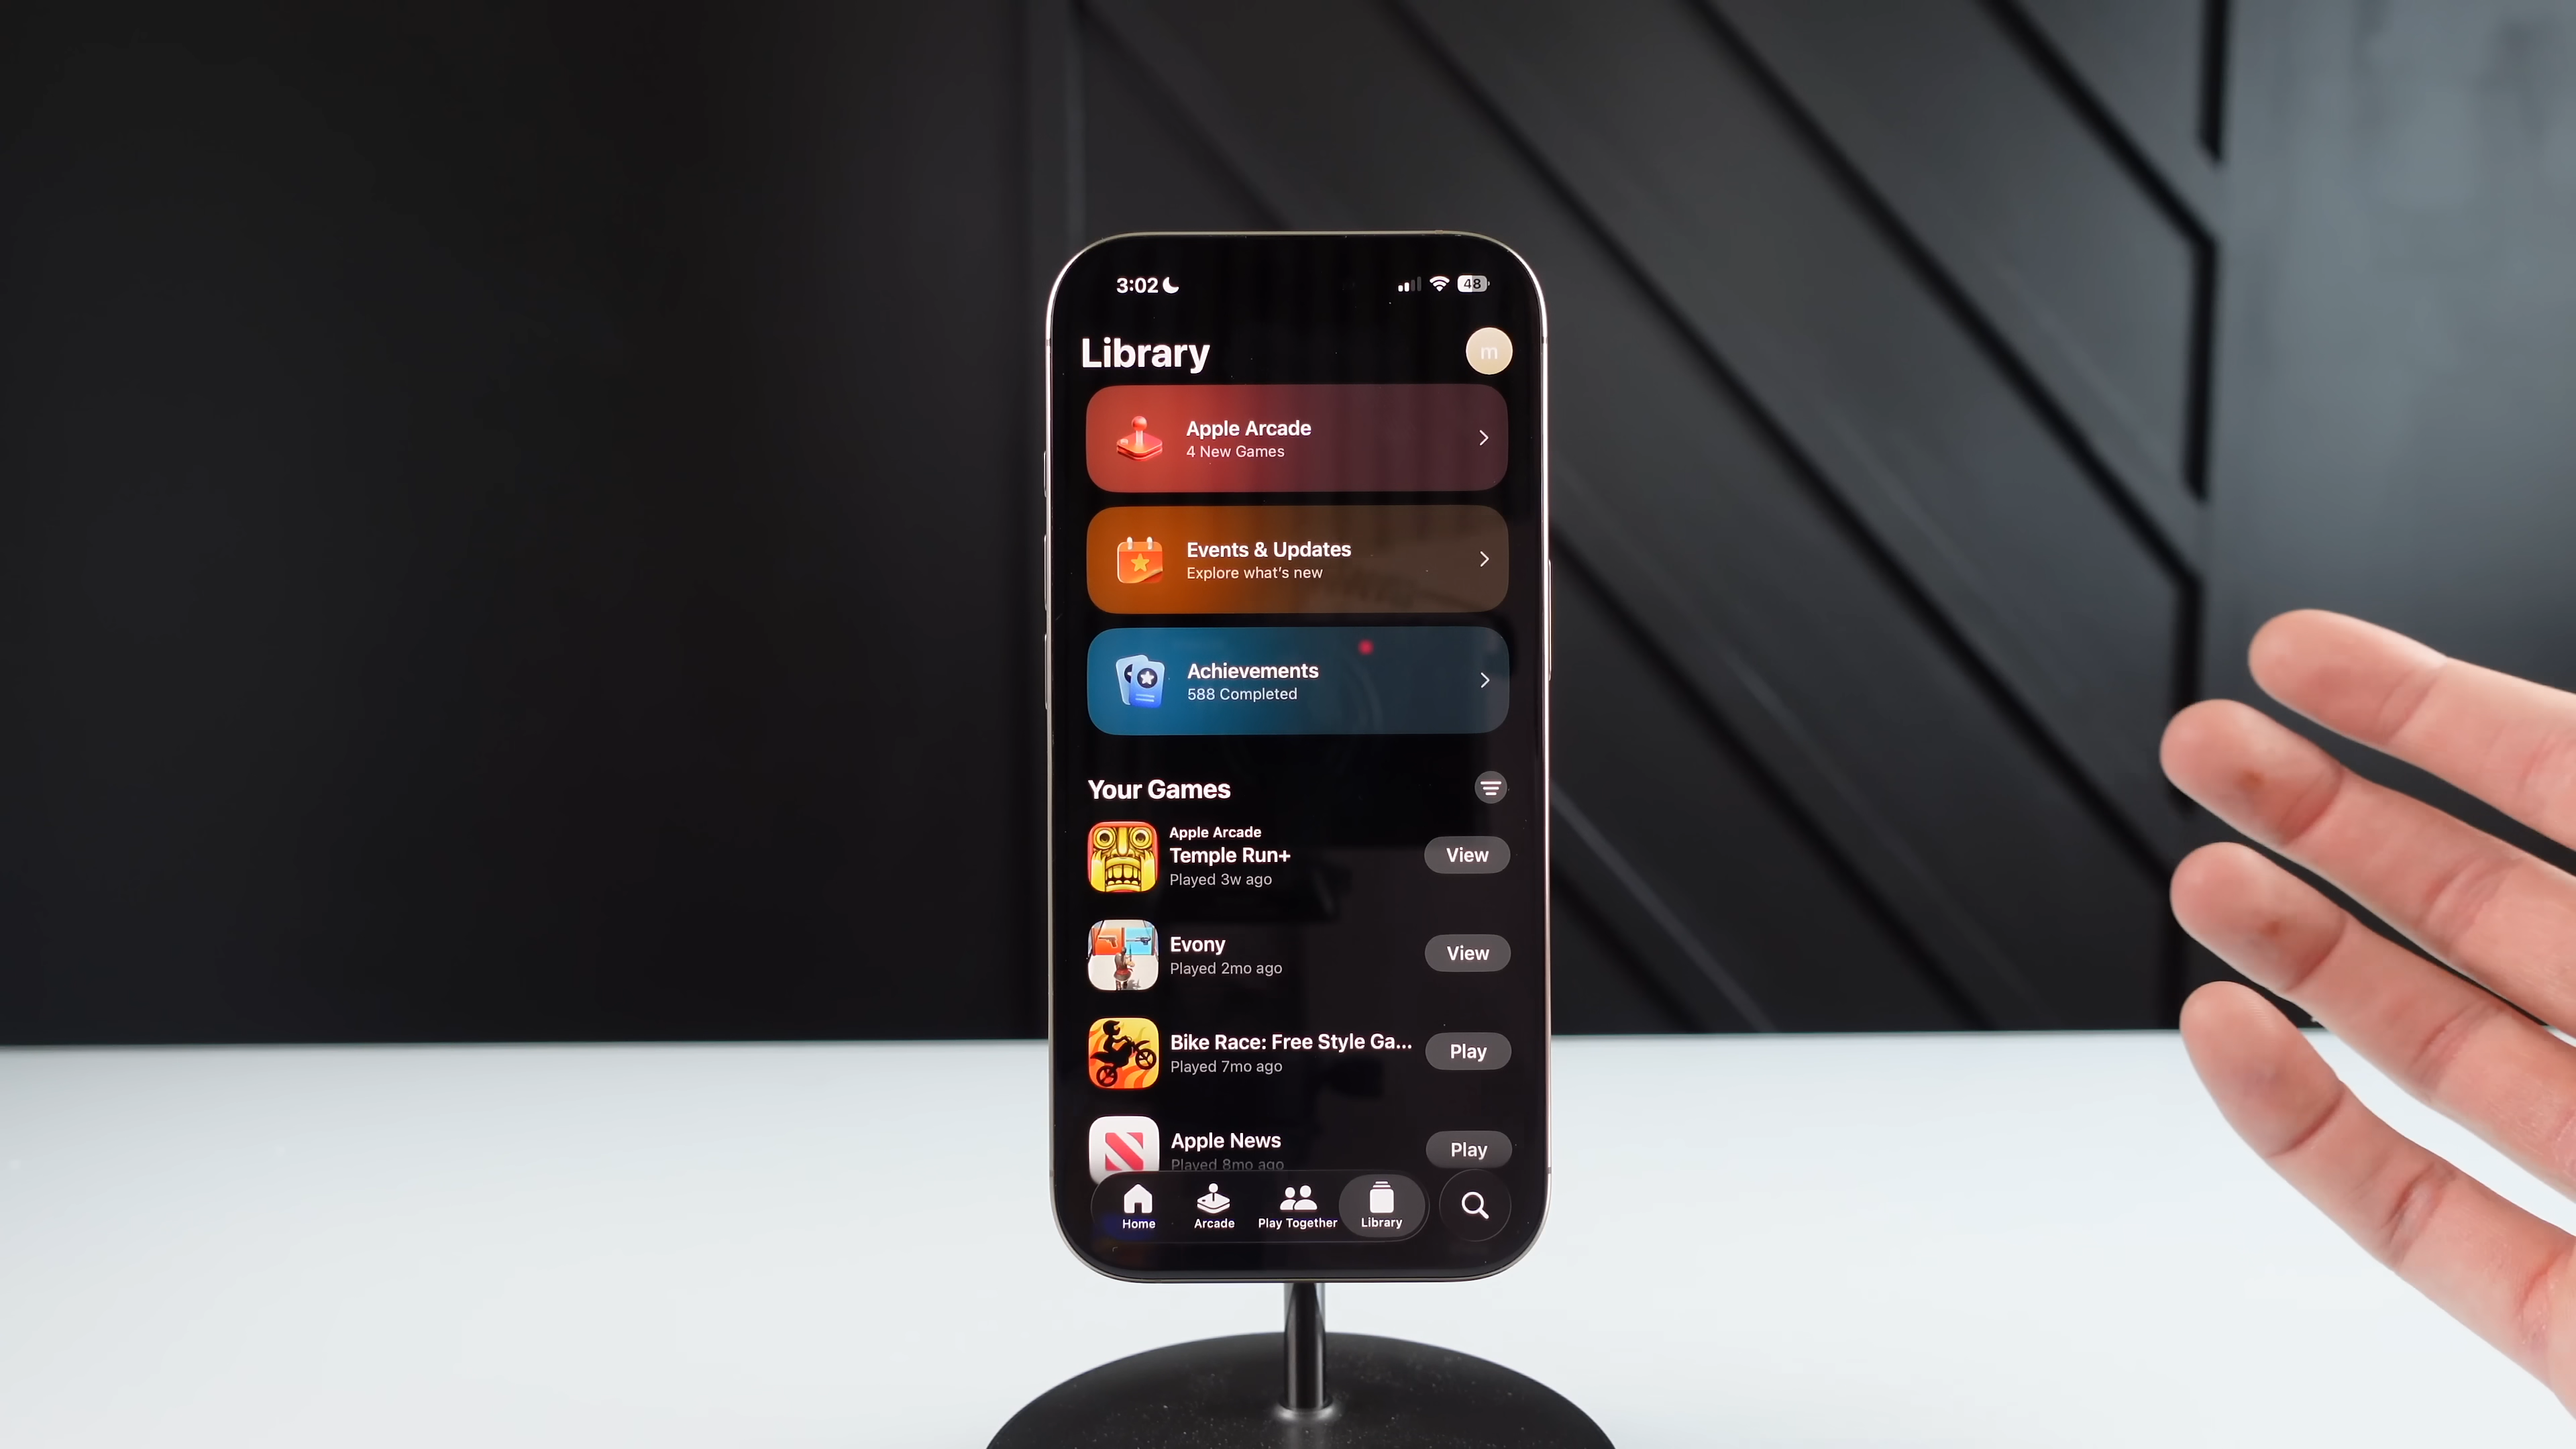 3:02
48
Library
m
Apple Arcade
4 New Games
Events & Updates
Explore what's new
Achievements
588 Completed
Your Games
Apple Arcade
Temple Run+
Played 3w ago
View
Evony
Played 2mo ago
View
Bike Race: Free Style Ga...
Played 7mo ago
Play
Apple News
Played 8mo ago
Play
Home
Arcade
Play Together
Library